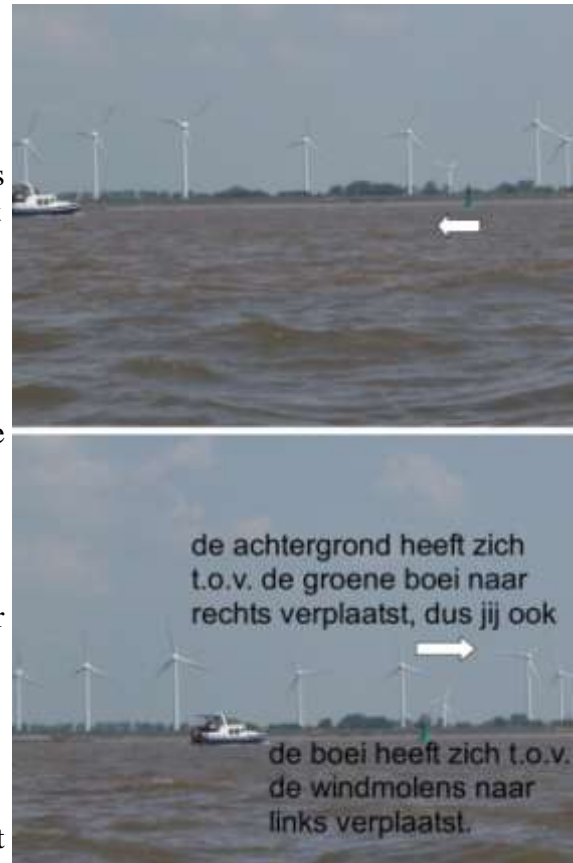 de achtergrond heeft zich
t.o.v. de groene boei naar
rechts verplaatst, dus jij ook
de boei heeft zich t.o.v.
de windmolens naar
links verplaatst.